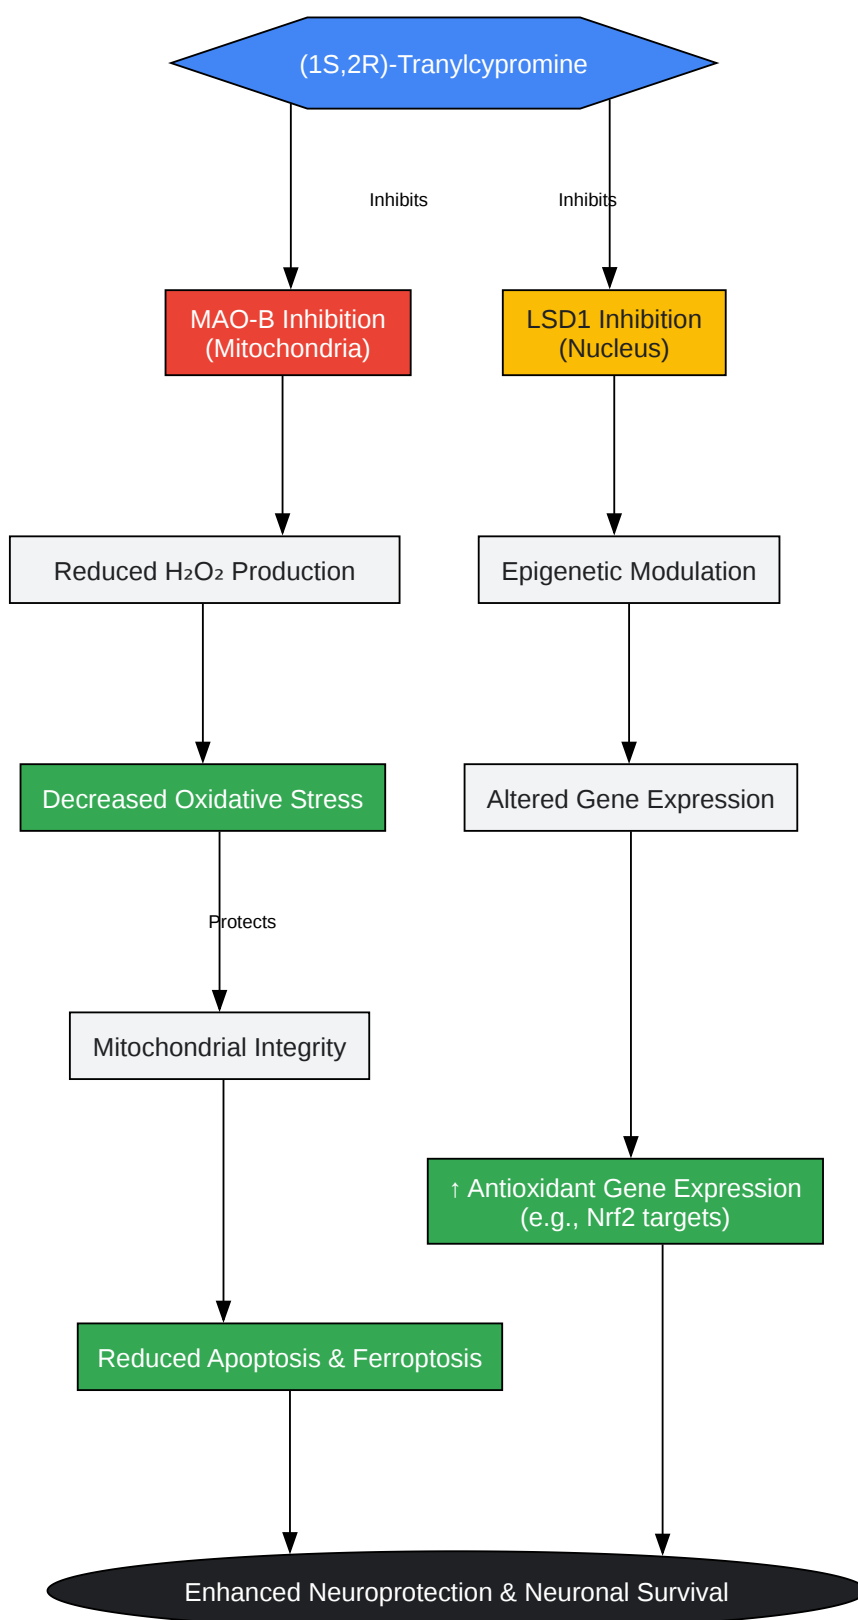 (1S,2R)-Tranylcypromine
Inhibits
Inhibits
MAO-B Inhibition
(Mitochondria)
LSD1 Inhibition
(Nucleus)
Reduced H₂O₂ Production
Epigenetic Modulation
Decreased Oxidative Stress
Altered Gene Expression
Protects
Mitochondrial Integrity
↑ Antioxidant Gene Expression
(e.g., Nrf2 targets)
Reduced Apoptosis & Ferroptosis
Enhanced Neuroprotection & Neuronal Survival